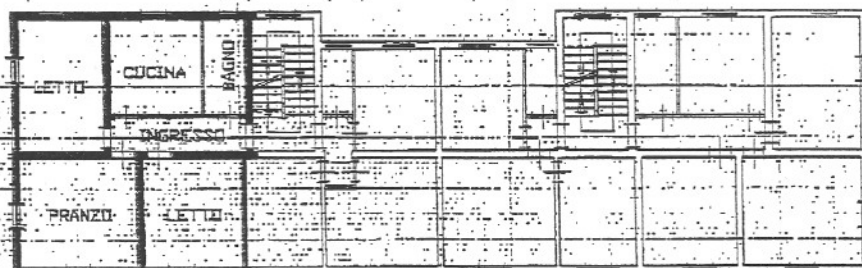 LETTO
CUCINA
BAGNO
INGRESSO
PRANZO
LETTO